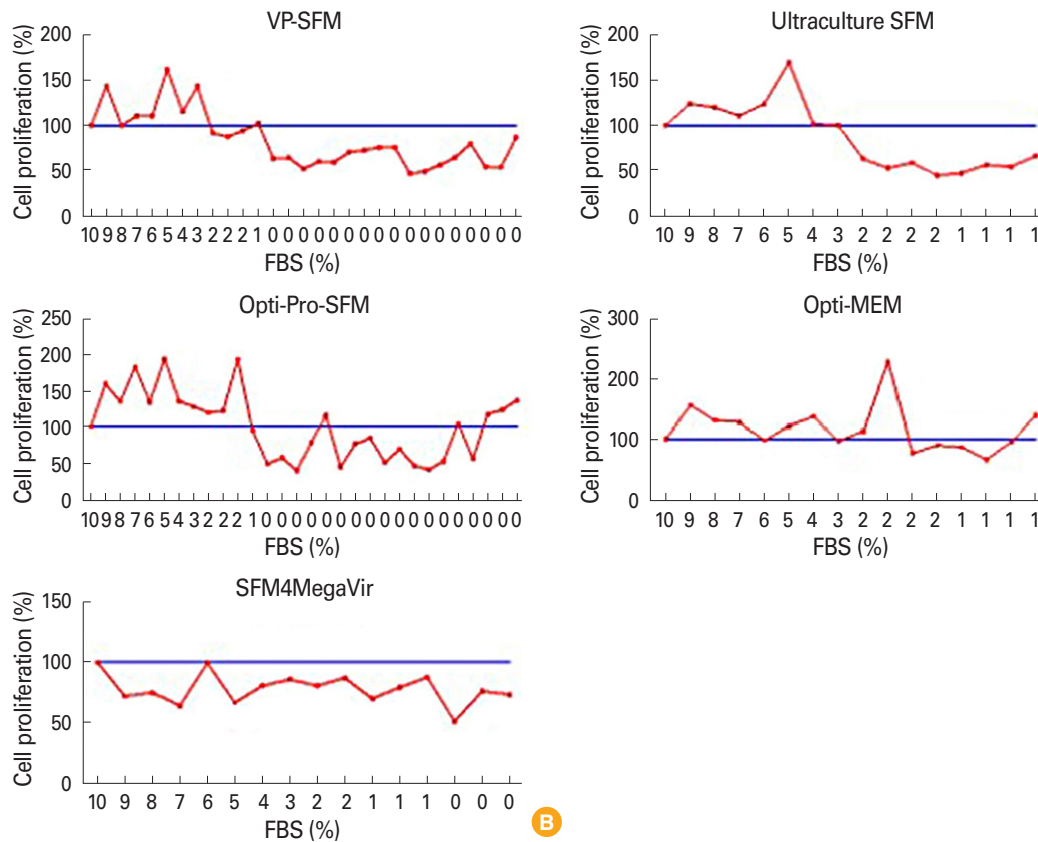 VP-SFM
Cell proliferation (%)
200
150
100
50
0
10 9 8 7 6 5 4 3 2 2 2 1 0 0 0 0 0 0 0 0 0 0 0 0 0 0 0 0 0
FBS (%)
Ultraculture SFM
Cell proliferation (%)
200
150
100
50
0
10 9 8 7 6 5 4 3 2 2 2 2 1 1 1 1
FBS (%)
Opti-Pro-SFM
Cell proliferation (%)
250
200
150
100
50
0
10 9 8 7 6 5 4 3 2 2 2 1 0 0 0 0 0 0 0 0 0 0 0 0 0 0 0 0 0 0
FBS (%)
Opti-MEM
Cell proliferation (%)
300
200
100
0
10 9 8 7 6 5 4 3 2 2 2 2 1 1 1 1
FBS (%)
SFM4MegaVir
Cell proliferation (%)
150
100
50
0
10 9 8 7 6 5 4 3 2 2 1 1 1 0 0 0
FBS (%)
B